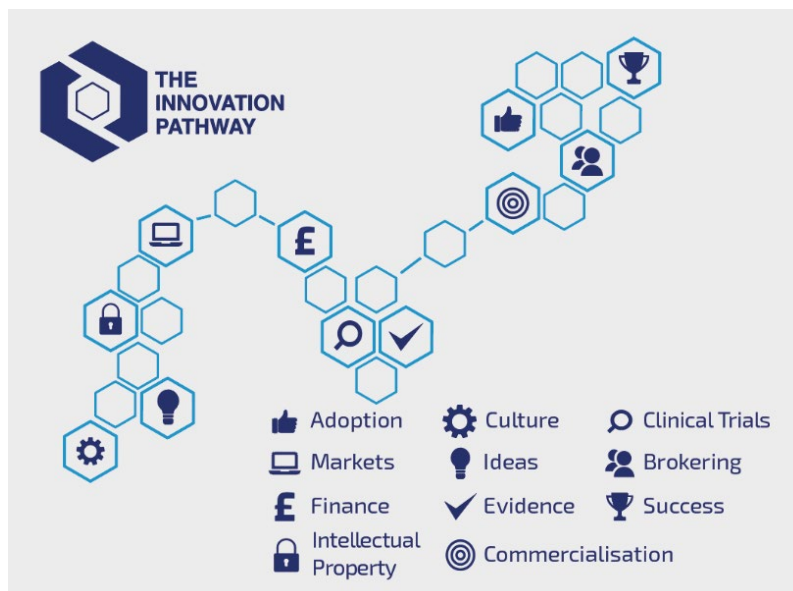 THE
INNOVATION
PATHWAY
£
Adoption
Culture
Clinical Trials
Markets
Ideas
Brokering
£ Finance
Evidence
Success
Intellectual
Property
Commercialisation